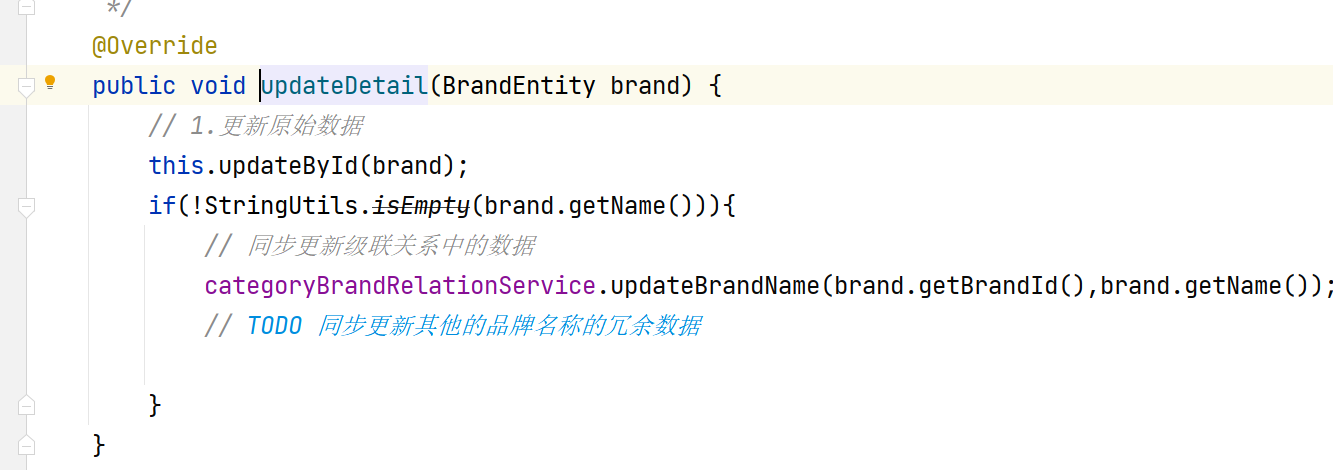 */
@Override
public void updateDetail(BrandEntity brand) {
// 1.更新原始数据
this.updateById(brand);
if(!StringUtils.isEmpty(brand.getName())){
// 同步更新级联关系中的数据
categoryBrandRelationService.updateBrandName(brand.getBrandId(),brand.getName());
// TODO 同步更新其他的品牌名称的冗余数据
}
}